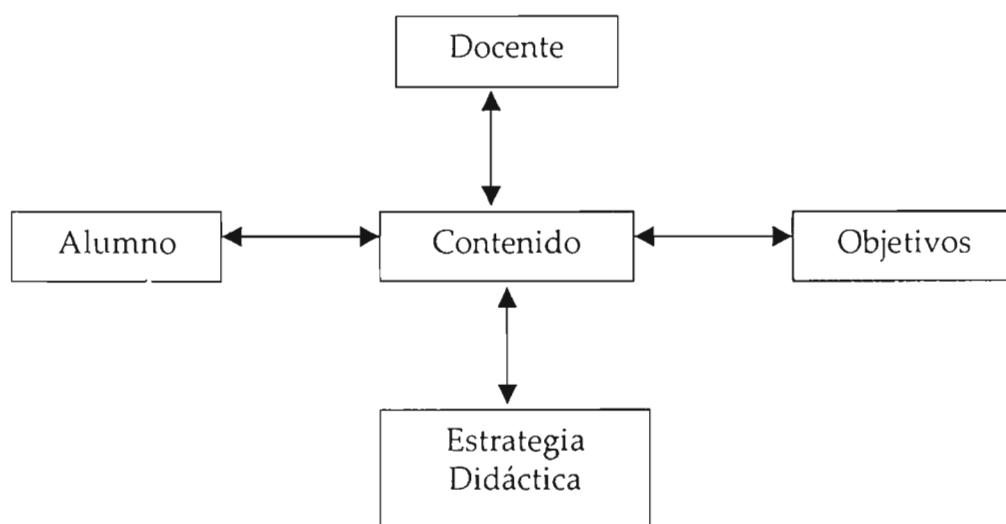 Docente
Alumno
Contenido
Objetivos
Estrategia
Didáctica